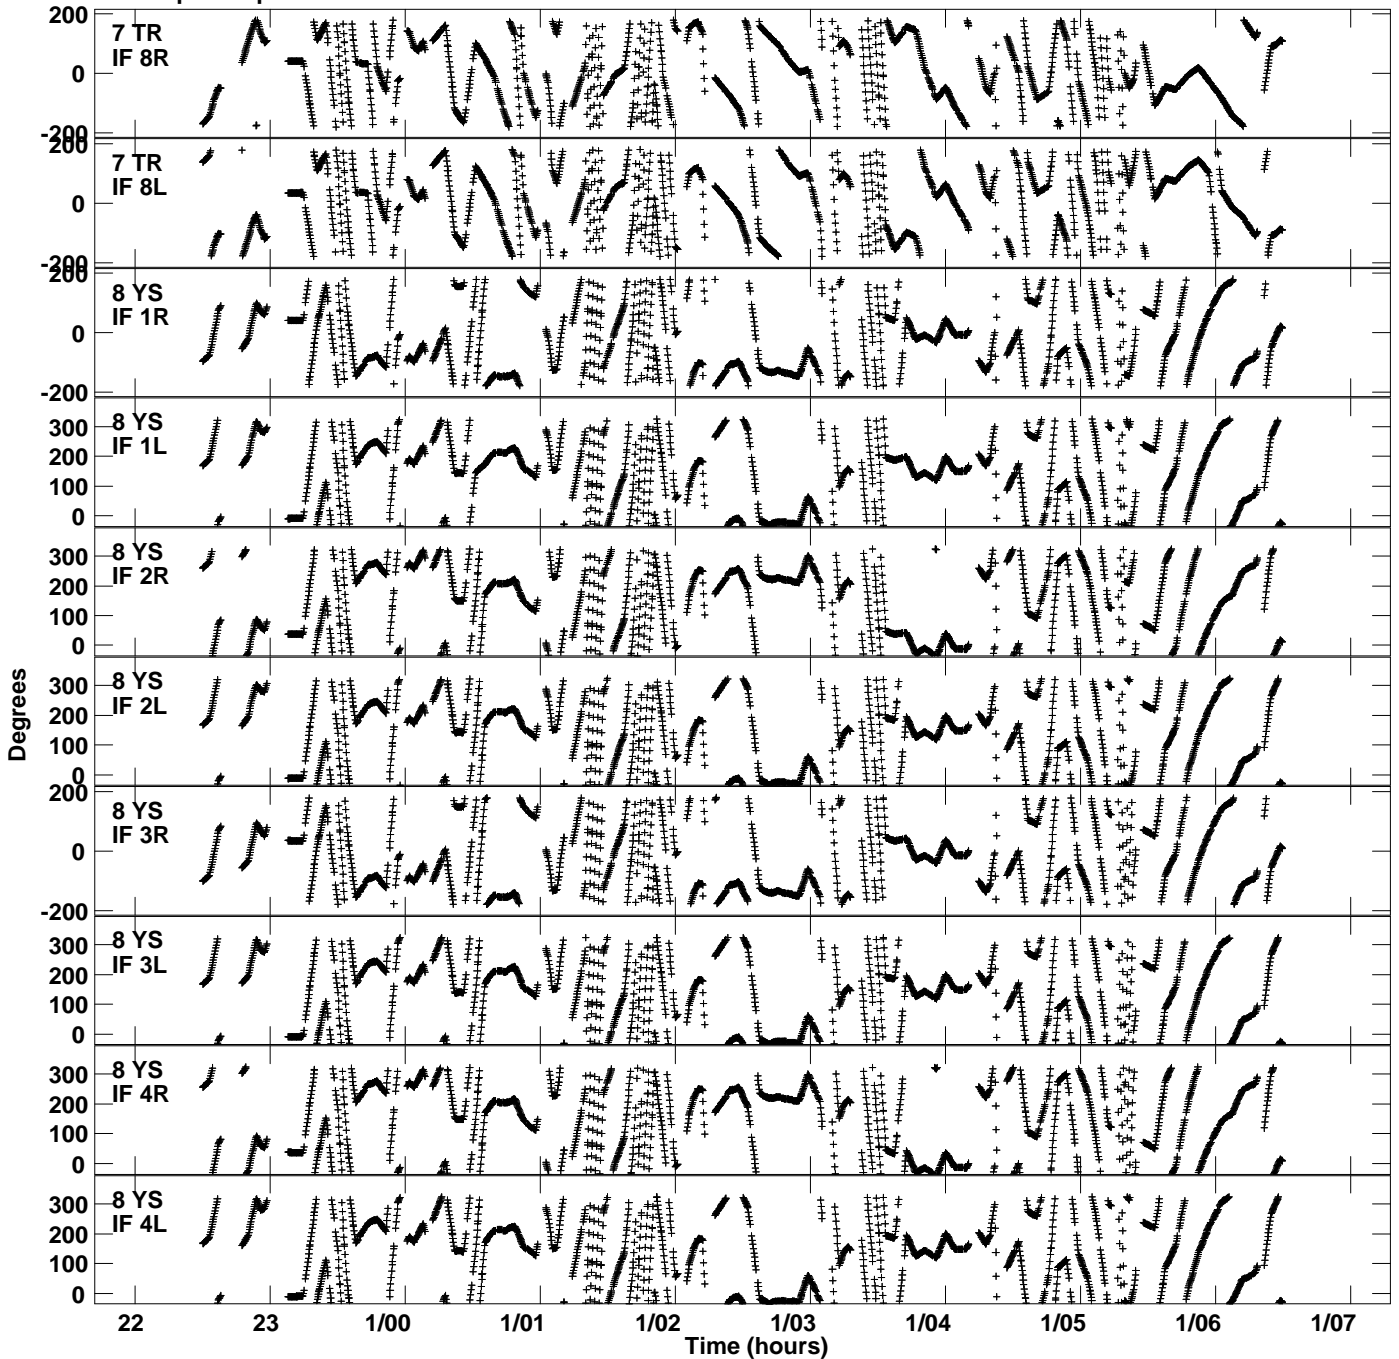 200
7 TR
IF 8R
0
-200
200
7 TR
IF 8L
0
-200
200
8 YS
IF 1R
0
-200
8 YS
IF 1L
300
200
100
0
8 YS
IF 2R
300
200
100
0
8 YS
IF 2L
300
200
100
0
200
8 YS
IF 3R
0
-200
8 YS
IF 3L
300
200
100
0
8 YS
IF 4R
300
200
100
0
8 YS
IF 4L
300
200
100
0
Degrees
22 23 1/00 1/01 1/02 1/03 1/04 1/05 1/06 1/07
Time (hours)